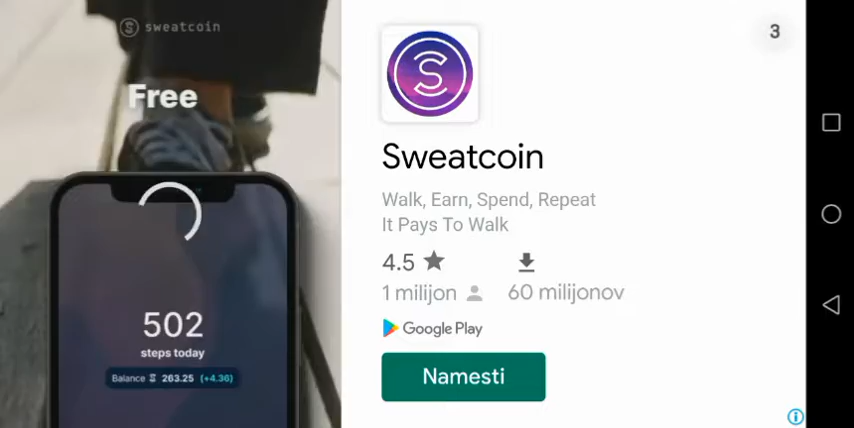 sweatcoin
Free
502
steps today
Balance 263.25 (+4.36)
3
Sweatcoin
Walk, Earn, Spend, Repeat
It Pays To Walk
4.5
1 milijon
60 milijonov
Google Play
Namesti